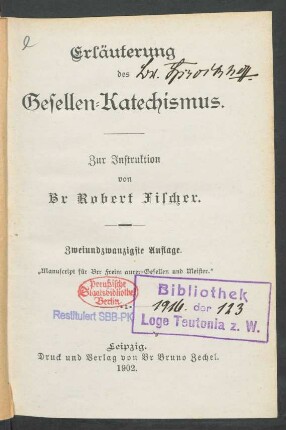 Erläuterung
des
Gesellen-Katechismus.
Zur Instruktion
von
Br Robert Fischer.
Zweiundzwanzigste Auflage.
„Manuscript für Brr Freimaurer-Gesellen und Meister."
Preußische
Staatsbibliothek
Berlin
Restituiert SBB-PK
Bibliothek
1916. der 123
Loge Teutonia z. W.
Leipzig.
Druck und Verlag von Br Bruno Zechel.
1902.